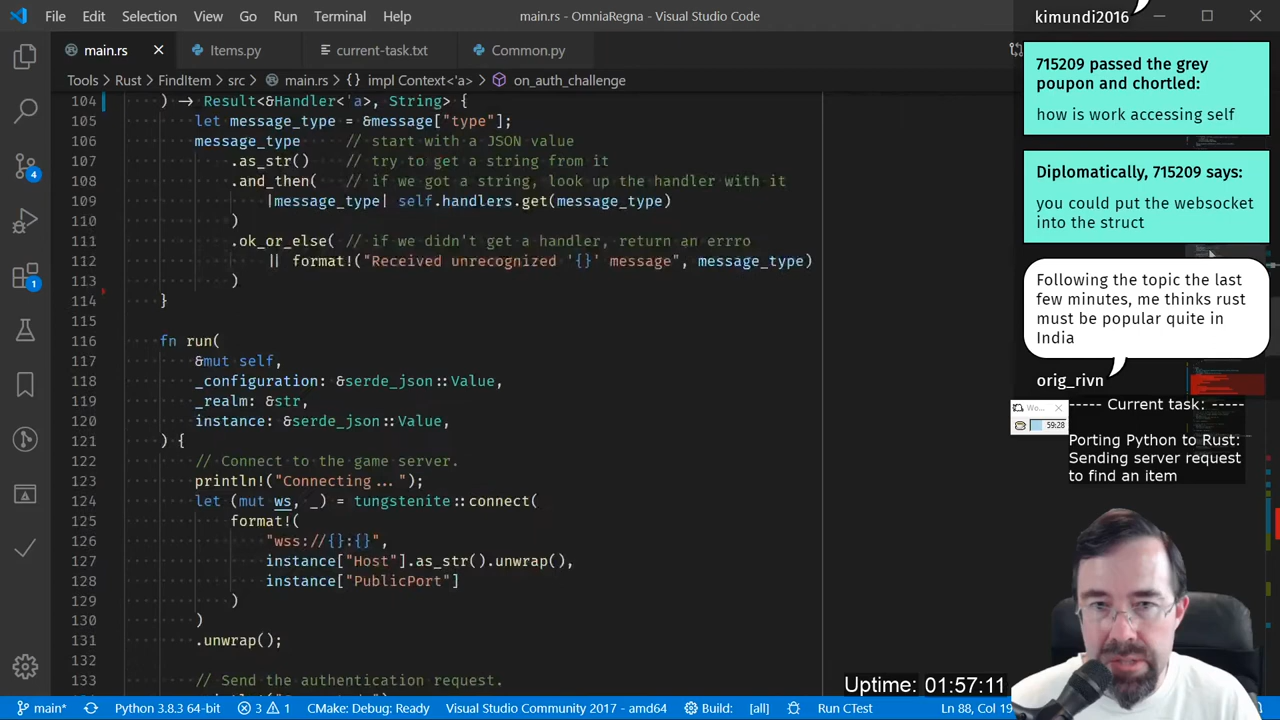 File Edit Selection View Go Run Terminal Help
main.rs - OmniaRegna - Visual Studio Code
main.rs
Items.py
current-task.txt
Common.py
Tools > Rust > FindItem > src > main.rs > {} impl Context<'a> > on_auth_challenge
104 ) -> Result<&Handler<'a>, String> {
105 let message_type = &message["type"];
106 message_type // start with a JSON value
107 .as_str() // try to get a string from it
108 .and_then( // if we got a string, look up the handler with it
109 |message_type| self.handlers.get(message_type)
110 )
111 .ok_or_else( // if we didn't get a handler, return an errro
112 || format!("Received unrecognized '{}' message", message_type)
113 )
114 }
115
116 fn run(
117 &mut self,
118 _configuration: &serde_json::Value,
119 _realm: &str,
120 instance: &serde_json::Value,
121 ) {
122 // Connect to the game server.
123 println!("Connecting...");
124 let (mut ws, _) = tungstenite::connect(
125 format!(
126 "wss://{}:{}",
127 instance["Host"].as_str().unwrap(),
128 instance["PublicPort"]
129 )
130 )
131 .unwrap();
132
133 // Send the authentication request.
kimundi2016
715209 passed the grey
poupon and chortled:
how is work accessing self
Diplomatically, 715209 says:
you could put the websocket
into the struct
Following the topic the last
few minutes, me thinks rust
must be popular quite in
India
orig_rivn
Wo...
59:28
----- Current task: -----
Porting Python to Rust:
Sending server request
to find an item
Uptime: 01:57:11
4
1
main*
Python 3.8.3 64-bit
3
1
CMake: Debug: Ready
Visual Studio Community 2017 - amd64
Build:
[all]
Run CTest
Ln 88, Col 19